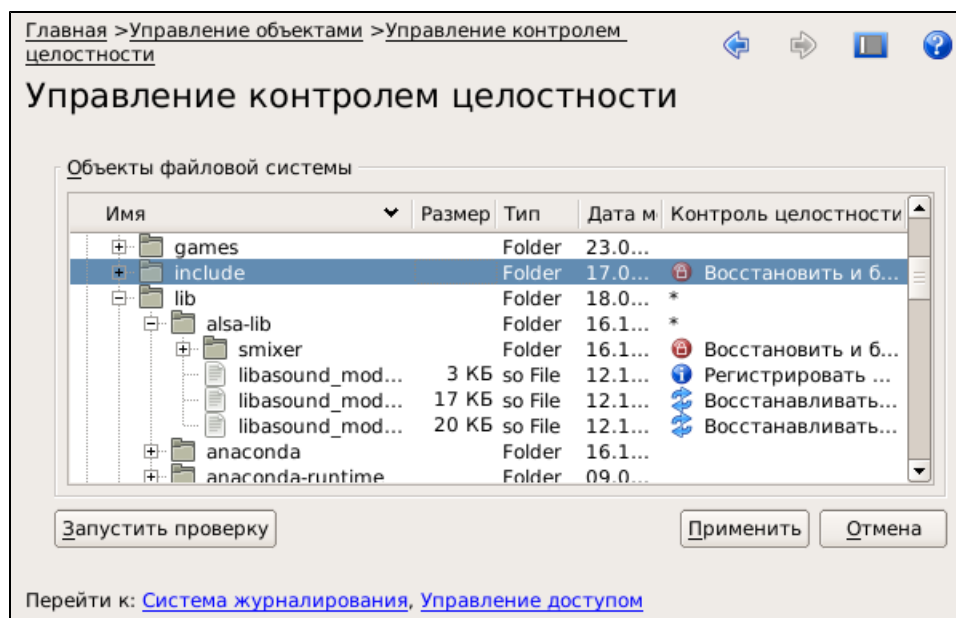 Главная >Управление объектами >Управление контролем
целостности
Управление контролем целостности
Объекты файловой системы
Имя Размер Тип Дата м Контроль целостности
games Folder 23.0...
include Folder 17.0... Восстановить и б...
lib Folder 18.0... *
alsa-lib Folder 16.1... *
smixer Folder 16.1... Восстановить и б...
libasound_mod... 3 КБ so File 12.1... Регистрировать ...
libasound_mod... 17 КБ so File 12.1... Восстанавливать...
libasound_mod... 20 КБ so File 12.1... Восстанавливать...
anaconda Folder 16.1...
anaconda-runtime Folder 09.0...
Запустить проверку Применить Отмена
Перейти к: Система журналирования, Управление доступом